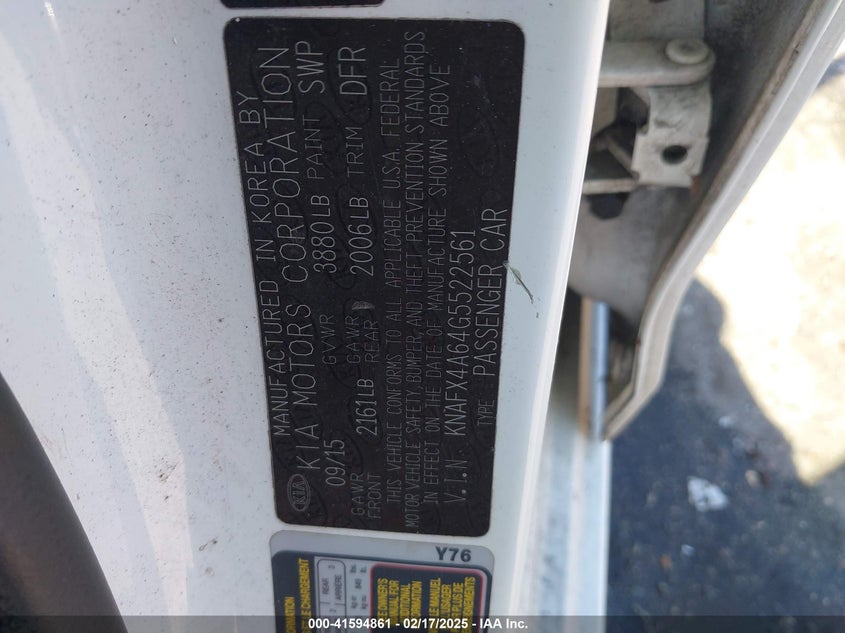 MANUFACTURED IN KOREA BY
KIA MOTORS CORPORATION
09/15 GVWR 3880LB PAINT SWP
GAWR FRONT 2161LB GAWR REAR 2006LB TRIM DFR
THIS VEHICLE CONFORMS TO ALL APPLICABLE U.S.A. FEDERAL
MOTOR VEHICLE SAFETY, BUMPER, AND THEFT PREVENTION STANDARDS
IN EFFECT ON THE DATE OF MANUFACTURE SHOWN ABOVE
V.I.N. KNAFX4A64G5522561
TYPE: PASSENGER CAR
KIA
Y76
REAR
ARRIÈRE
000-41594861 - 02/17/2025 - IAA Inc.